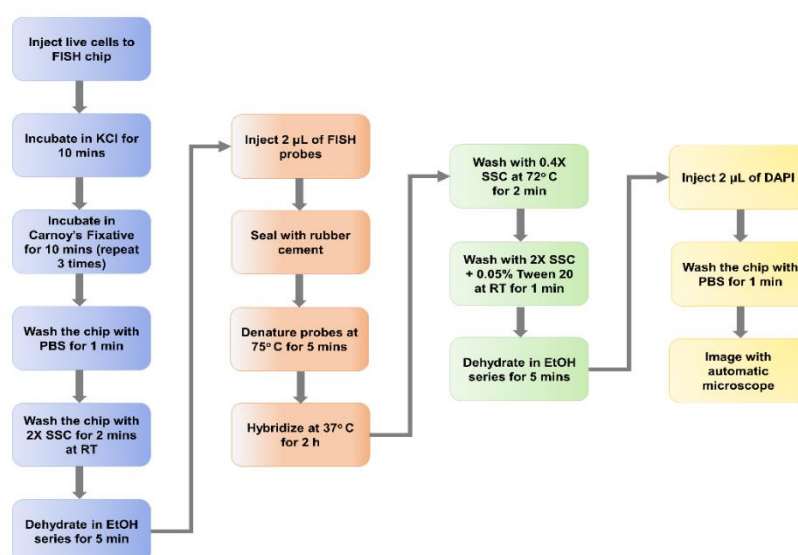 Inject live cells to
FISH chip
Incubate in KCl for
10 mins
Incubate in
Carnoy's Fixative
for 10 mins (repeat
3 times)
Wash the chip with
PBS for 1 min
Wash the chip with
2X SSC for 2 mins
at RT
Dehydrate in EtOH
series for 5 min
Inject 2 µL of FISH
probes
Seal with rubber
cement
Denature probes at
75° C for 5 mins
Hybridize at 37° C
for 2 h
Wash with 0.4X
SSC at 72° C
for 2 min
Wash with 2X SSC
+ 0.05% Tween 20
at RT for 1 min
Dehydrate in EtOH
series for 5 mins
Inject 2 µL of DAPI
Wash the chip with
PBS for 1 min
Image with
automatic
microscope